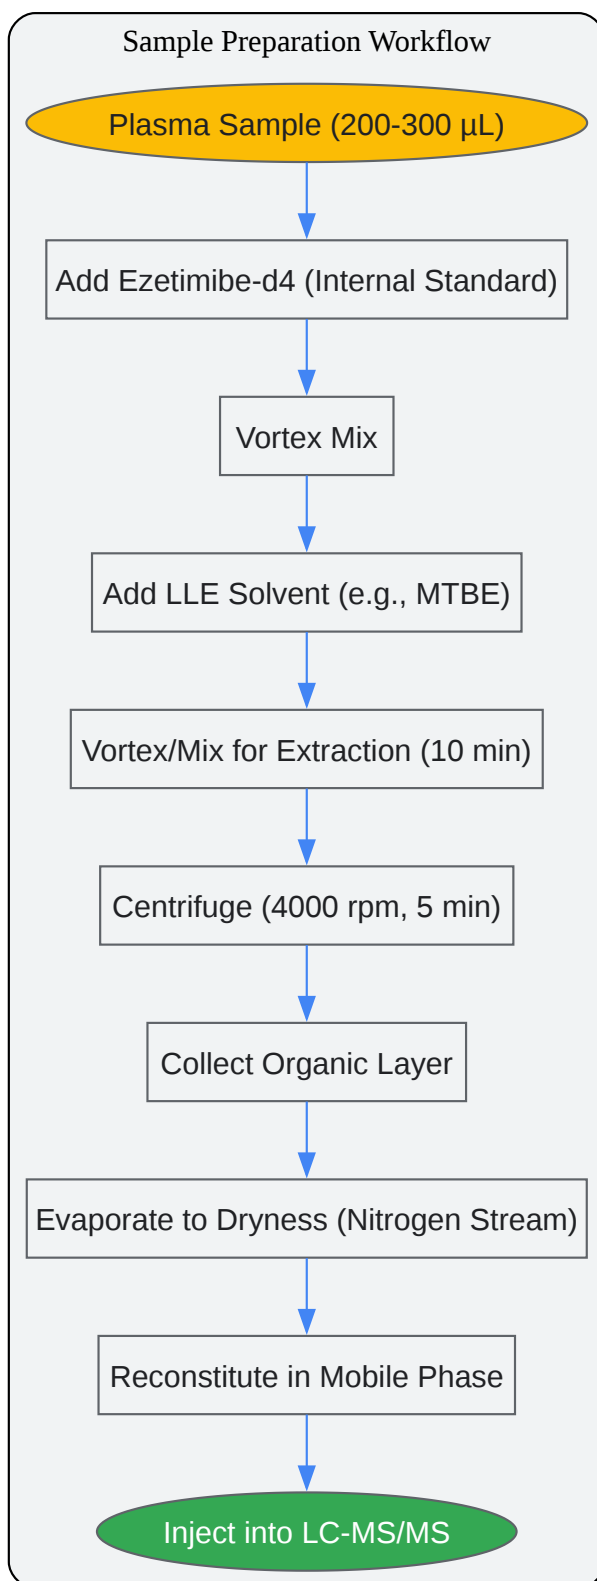 Sample Preparation Workflow
Plasma Sample (200-300 µL)
Add Ezetimibe-d4 (Internal Standard)
Vortex Mix
Add LLE Solvent (e.g., MTBE)
Vortex/Mix for Extraction (10 min)
Centrifuge (4000 rpm, 5 min)
Collect Organic Layer
Evaporate to Dryness (Nitrogen Stream)
Reconstitute in Mobile Phase
Inject into LC-MS/MS